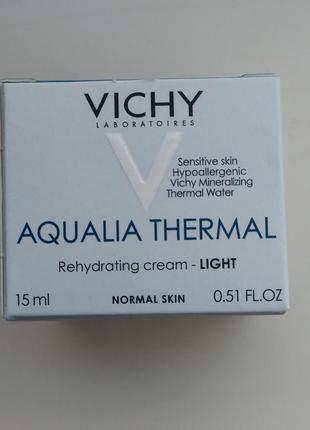 VICHY
LABORATOIRES
V
Sensitive skin
Hypoallergenic
Vichy Mineralizing
Thermal Water
AQUALIA THERMAL
Rehydrating cream - LIGHT
15 ml NORMAL SKIN 0.51 FL.OZ